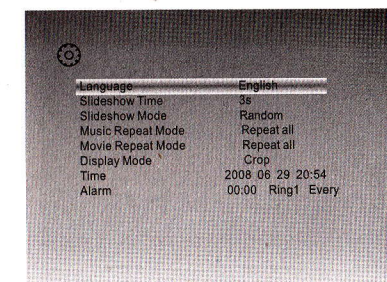 Language English
Slideshow Time 3s
Slideshow Mode Random
Music Repeat Mode Repeat all
Movie Repeat Mode Repeat all
Display Mode Crop
Time 2008 06 29 20:54
Alarm 00:00 Ring1 Every